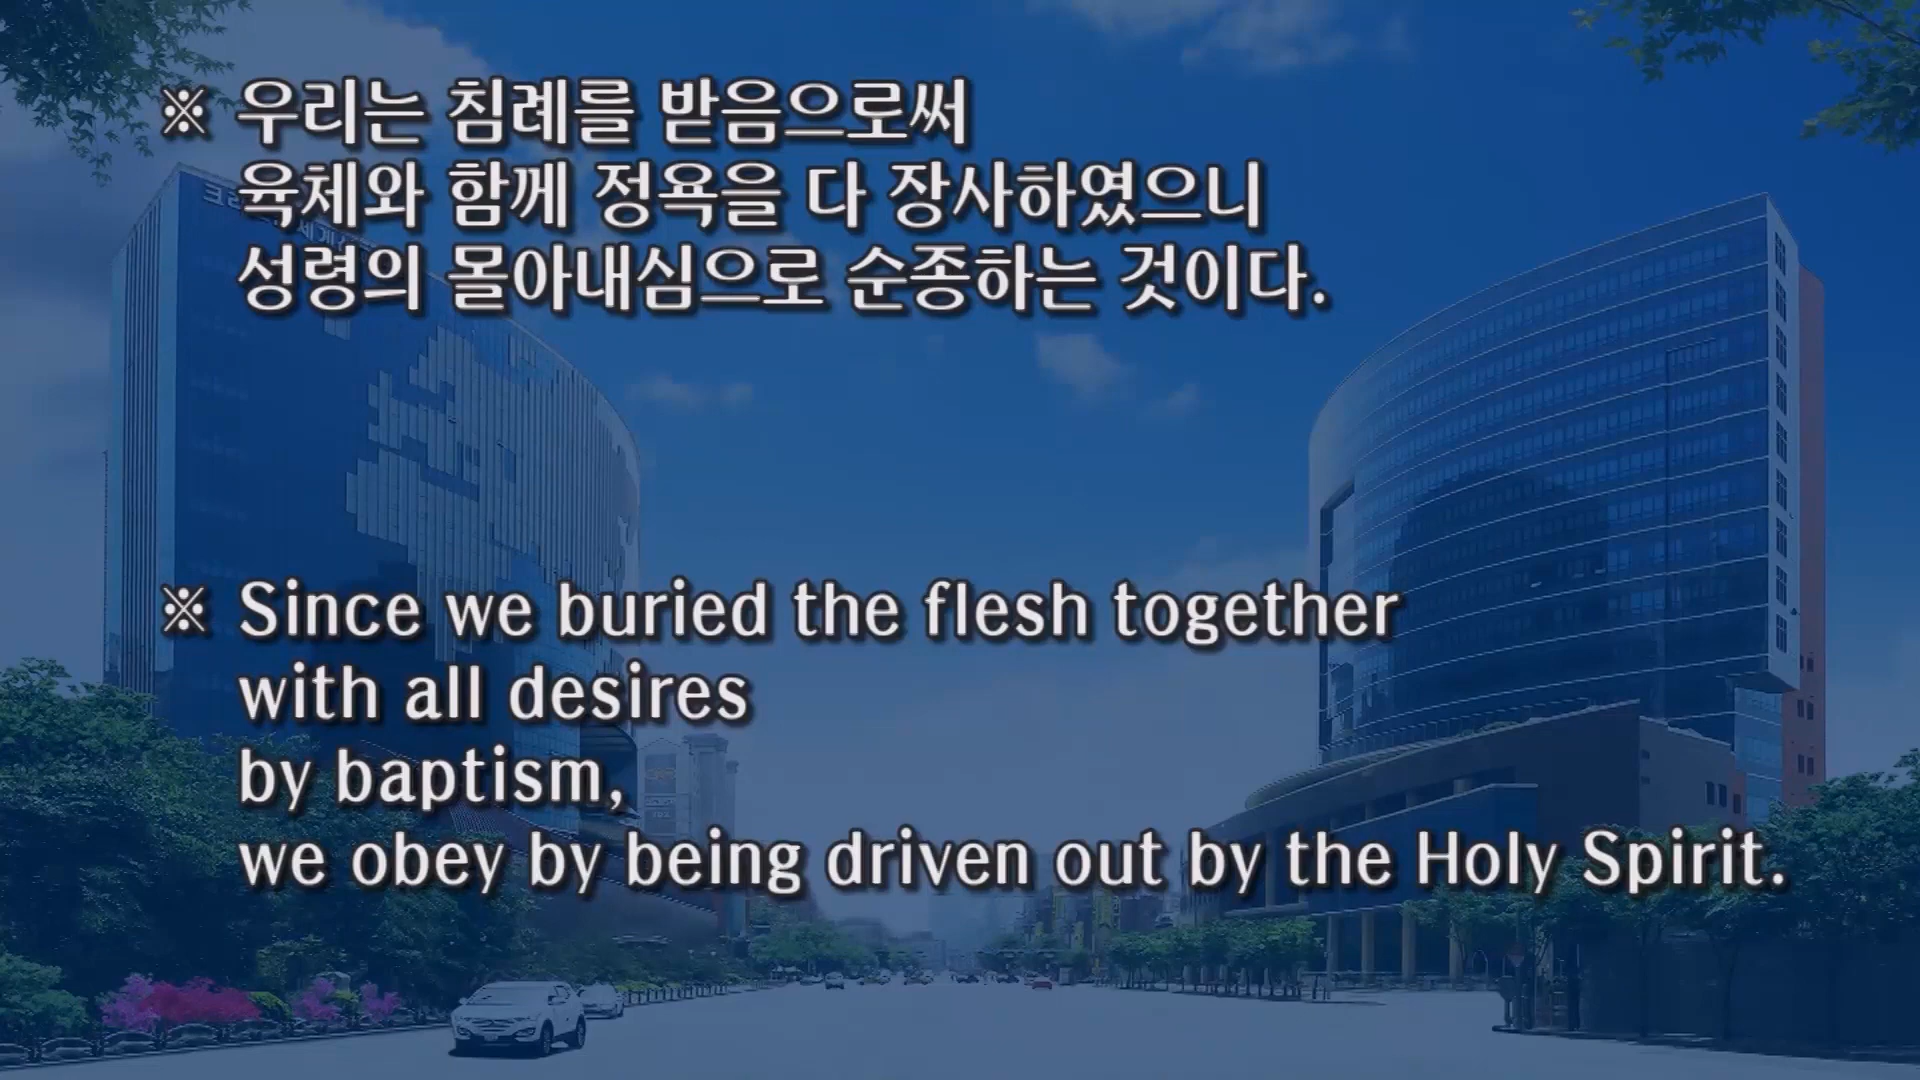 ※ 우리는 침례를 받음으로써
육체와 함께 정욕을 다 장사하였으니
성령의 몰아내심으로 순종하는 것이다.
※ Since we buried the flesh together
with all desires
by baptism,
we obey by being driven out by the Holy Spirit.